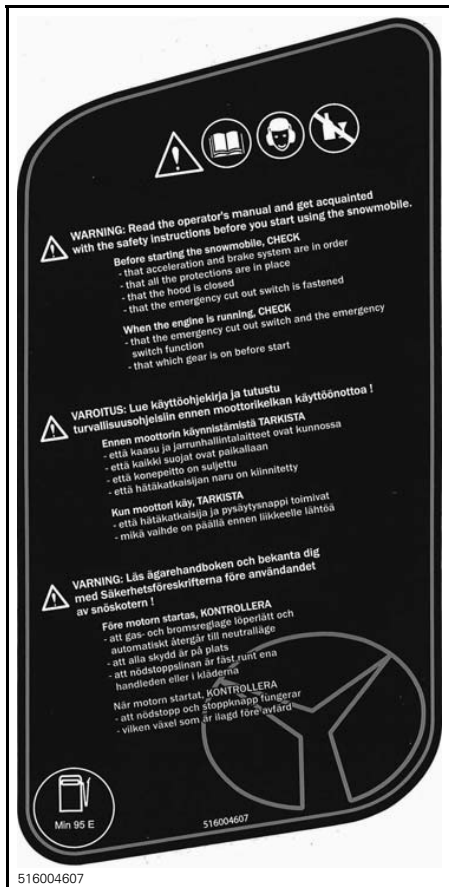 WARNING: Read the operator's manual and get acquainted
with the safety instructions before you start using the snowmobile.
Before starting the snowmobile, CHECK
- that acceleration and brake system are in order
- that all the protections are in place
- that the hood is closed
- that the emergency cut out switch is fastened
When the engine is running, CHECK
- that the emergency cut out switch and the emergency
switch function
- that which gear is on before start
VAROITUS: Lue käyttöohjekirja ja tutustu
turvallisuusohjeisiin ennen moottorikelkan käyttöönottoa !
Ennen moottorin käynnistämistä TARKISTA
- että kaasu ja jarrunhallintalaitteet ovat kunnossa
- että kaikki suojat ovat paikallaan
- että konepeitto on suljettu
- että hätäkatkaisijan naru on kiinnitetty
Kun moottori käy, TARKISTA
- että hätäkatkaisija ja pysäytysnappi toimivat
- mikä vaihde on päällä ennen liikkeelle lähtöä
VARNING: Läs ägarehandboken och bekanta dig
med Säkerhetsföreskrifterna före användandet
av snöskotern !
Före motorn startas, KONTROLLERA
- att gas- och bromsreglage löperlätt och
automatiskt återgår till neutralläge
- att alla skydd är på plats
- att nödstoppslinan är fäst runt ena
handleden eller i kläderna
När motorn startat, KONTROLLERA
- att nödstopp och stoppknapp fungerar
- vilken växel som är ilagd före avfärd
Min 95 E
516004607
516004607